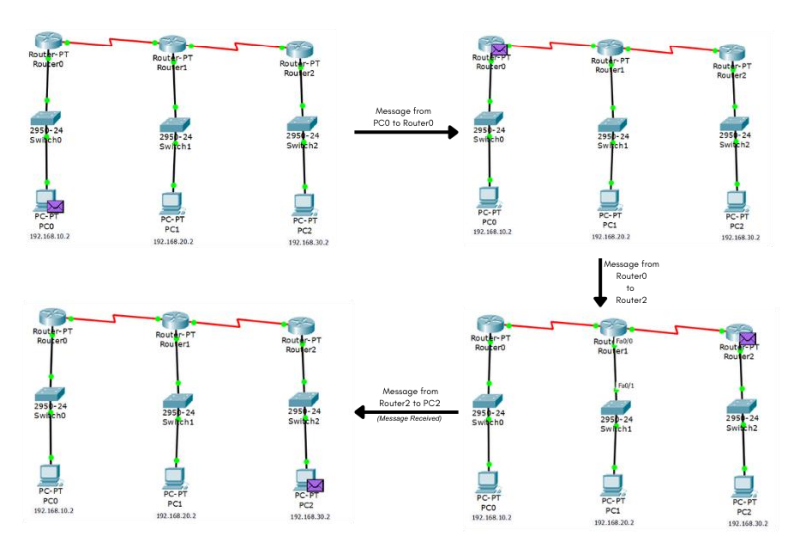 Router-PT
Router0
Router-PT
Router1
Router-PT
Router2
2950-24
Switch0
2950-24
Switch1
2950-24
Switch2
PC-PT
PC0
192.168.10.2
PC-PT
PC1
192.168.20.2
PC-PT
PC2
192.168.30.2
Message from
PC0 to Router0
Router-PT
Router0
Router-PT
Router1
Router-PT
Router2
2950-24
Switch0
2950-24
Switch1
2950-24
Switch2
PC-PT
PC0
192.168.10.2
PC-PT
PC1
192.168.20.2
PC-PT
PC2
192.168.30.2
Message from
Router0
to
Router2
Router-PT
Router0
Fa0/0
Router1
Router-PT
Router2
Fa0/1
2950-24
Switch0
2950-24
Switch1
2950-24
Switch2
PC-PT
PC0
192.168.10.2
PC-PT
PC1
192.168.20.2
PC-PT
PC2
192.168.30.2
Message from
Router2 to PC2
(Message Received)
Router-PT
Router0
Router-PT
Router1
Router-PT
Router2
2950-24
Switch0
2950-24
Switch1
2950-24
Switch2
PC-PT
PC0
192.168.10.2
PC-PT
PC1
192.168.20.2
PC-PT
PC2
192.168.30.2